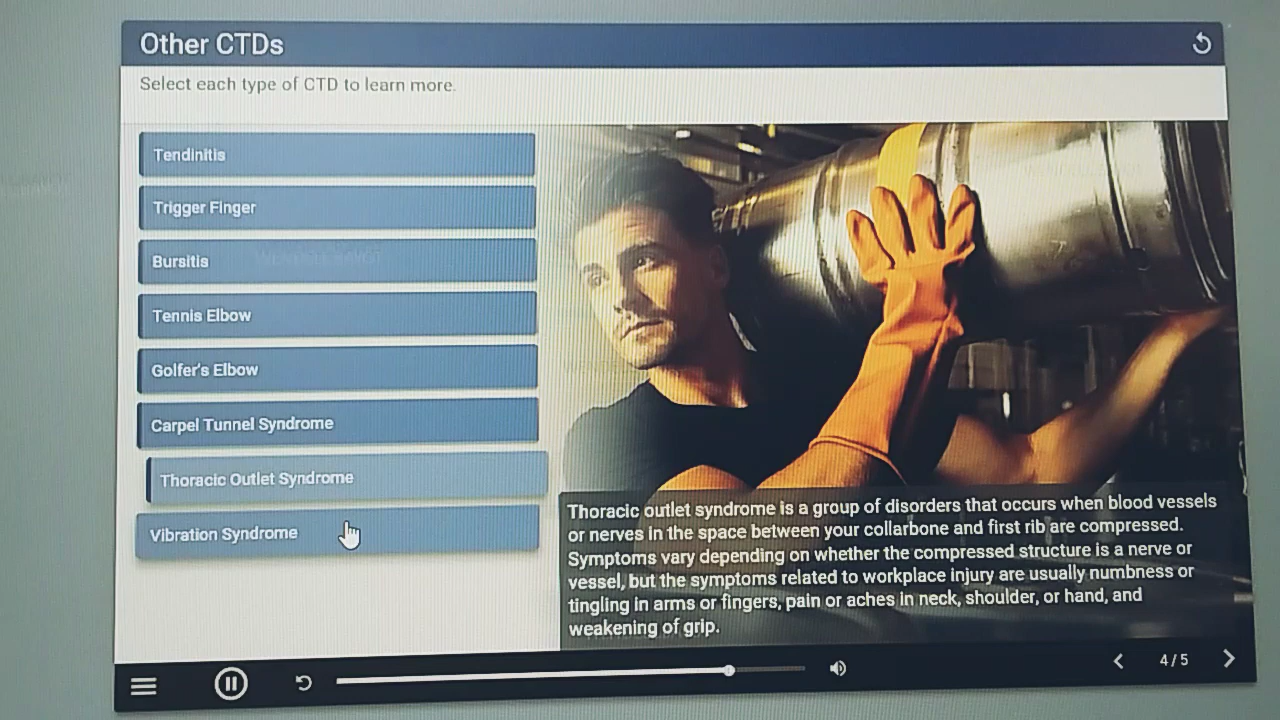 Other CTDs
Select each type of CTD to learn more.
Tendinitis
Trigger Finger
Bursitis
Tennis Elbow
Golfer's Elbow
Carpel Tunnel Syndrome
Thoracic Outlet Syndrome
Vibration Syndrome
Thoracic outlet syndrome is a group of disorders that occurs when blood vessels
or nerves in the space between your collarbone and first rib are compressed.
Symptoms vary depending on whether the compressed structure is a nerve or
vessel, but the symptoms related to workplace injury are usually numbness or
tingling in arms or fingers, pain or aches in neck, shoulder, or hand, and
weakening of grip.
4 / 5